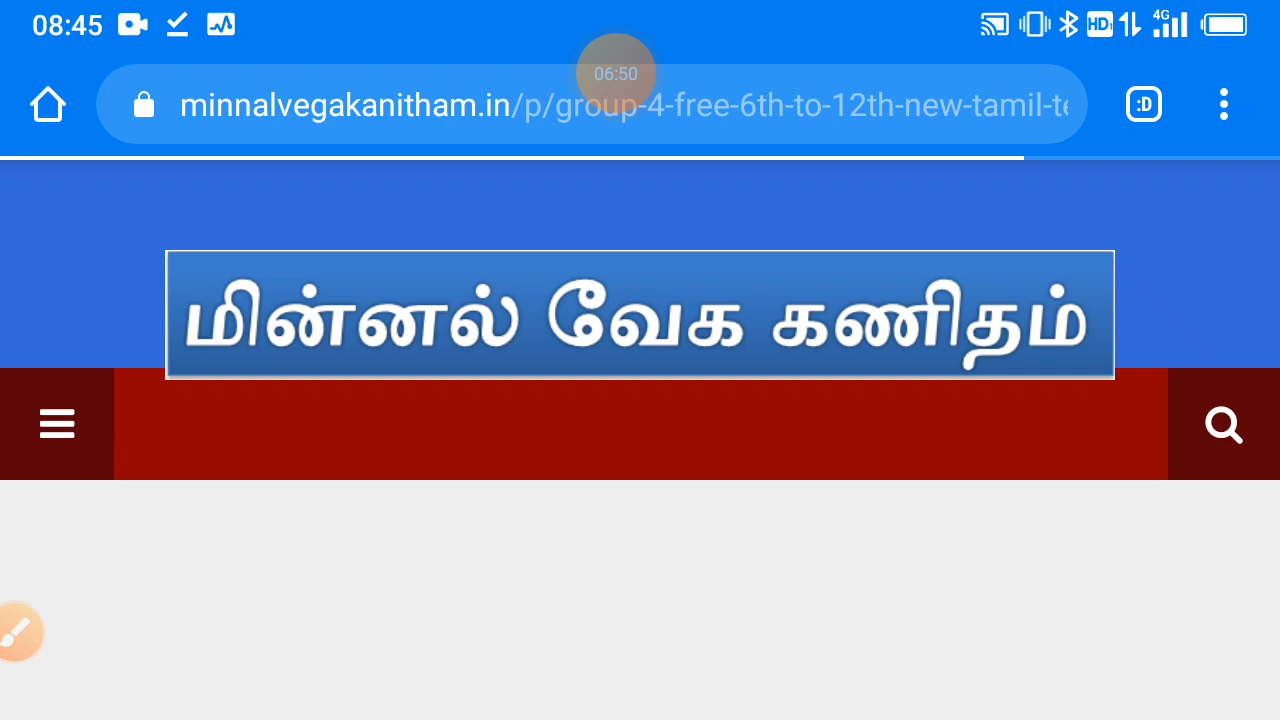 08:45
HD1
4G
06:50
minnalvegakanitham.in/p/group-4-free-6th-to-12th-new-tamil-te
:D
மின்னல் வேக கணிதம்